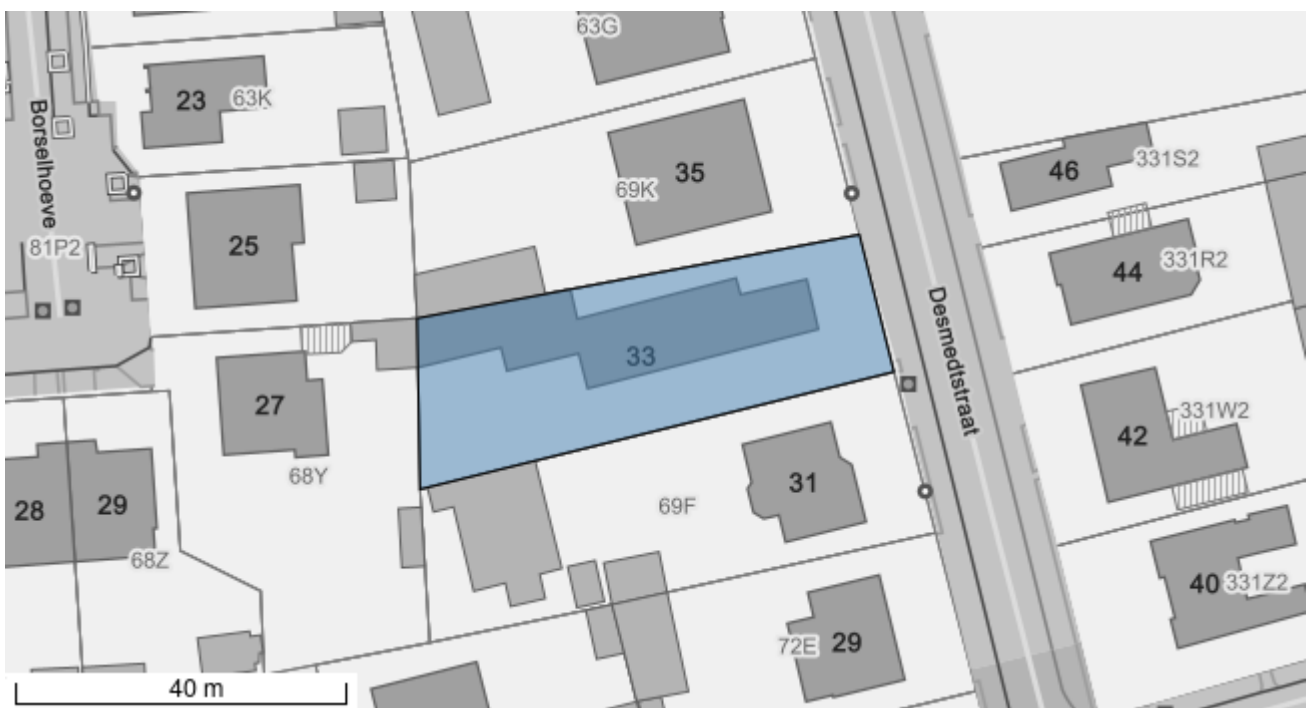 63G
23
63K
Borselhoeve
35
69K
46
331S2
81P2
25
44
331R2
Desmedtstraat
33
27
42
331W2
68Y
31
28
29
69F
68Z
40
331Z2
72E
29
40 m